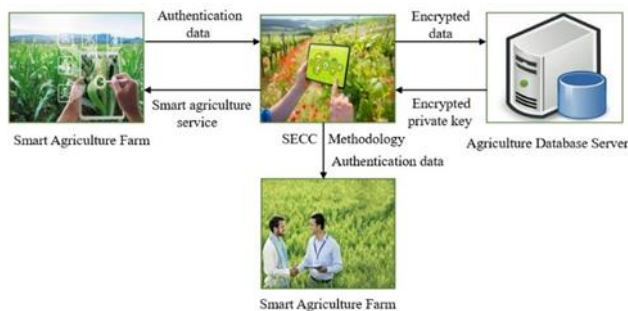 Authentication
data
Encrypted
data
Smart agriculture
service
Encrypted
private key
Smart Agriculture Farm
SECC Methodology
Agriculture Database Server
Authentication data
Smart Agriculture Farm